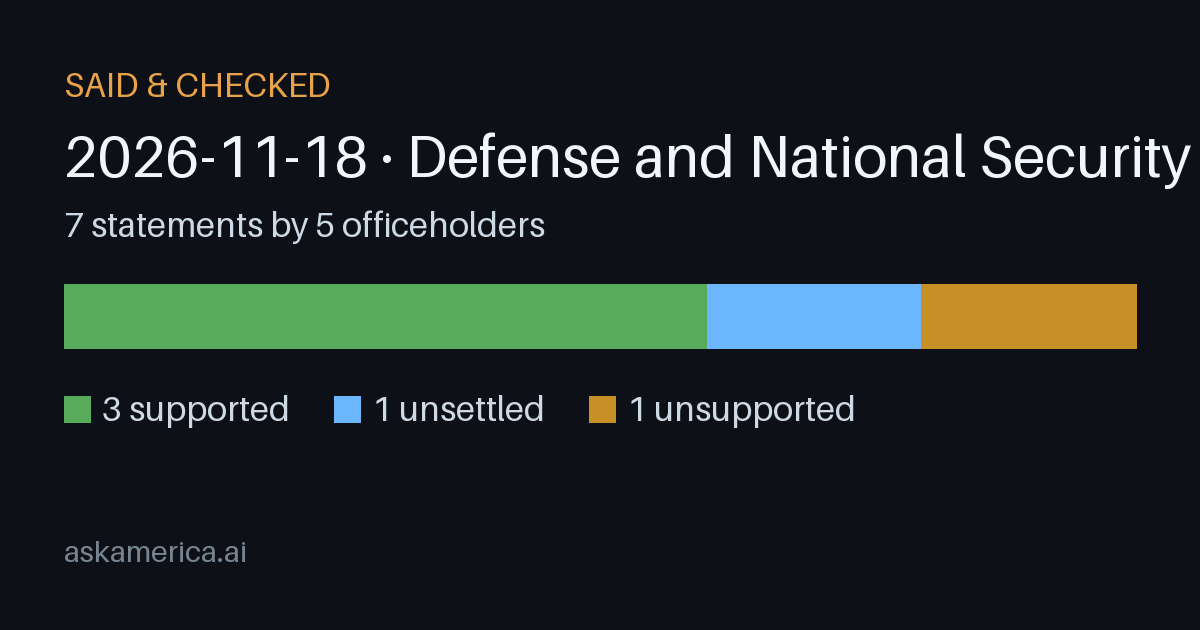 SAID & CHECKED
2026-11-18 · Defense and National Security
7 statements by 5 officeholders
3 supported
1 unsettled
1 unsupported
askamerica.ai